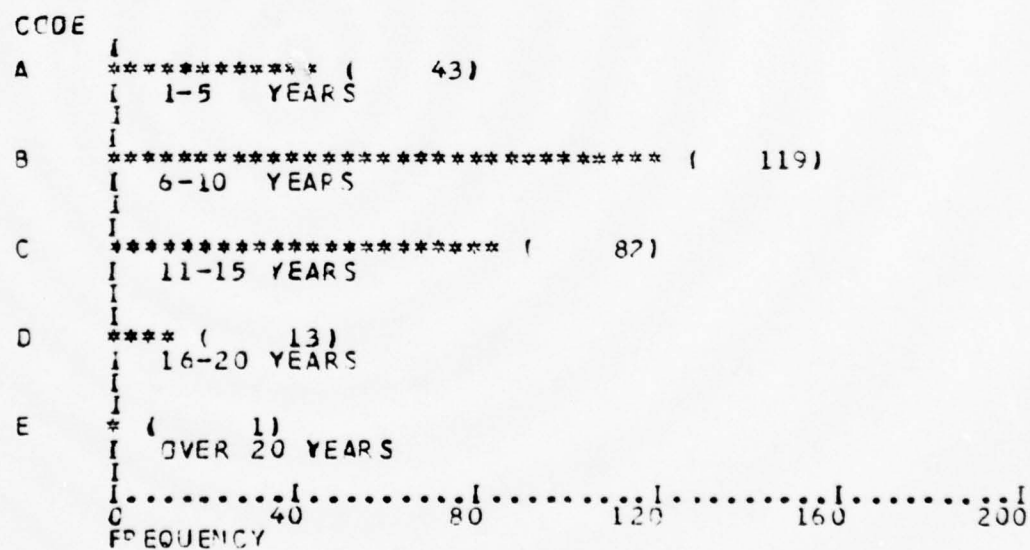 CODE
I
A ************ ( 43)
I 1-5 YEARS
I
I
B ******************************* ( 119)
I 6-10 YEARS
I
I
C ********************** ( 82)
I 11-15 YEARS
I
I
D **** ( 13)
I 16-20 YEARS
I
I
E * ( 1)
I OVER 20 YEARS
I
I.........I.........I.........I.........I.........I
0 40 80 120 160 200
FREQUENCY